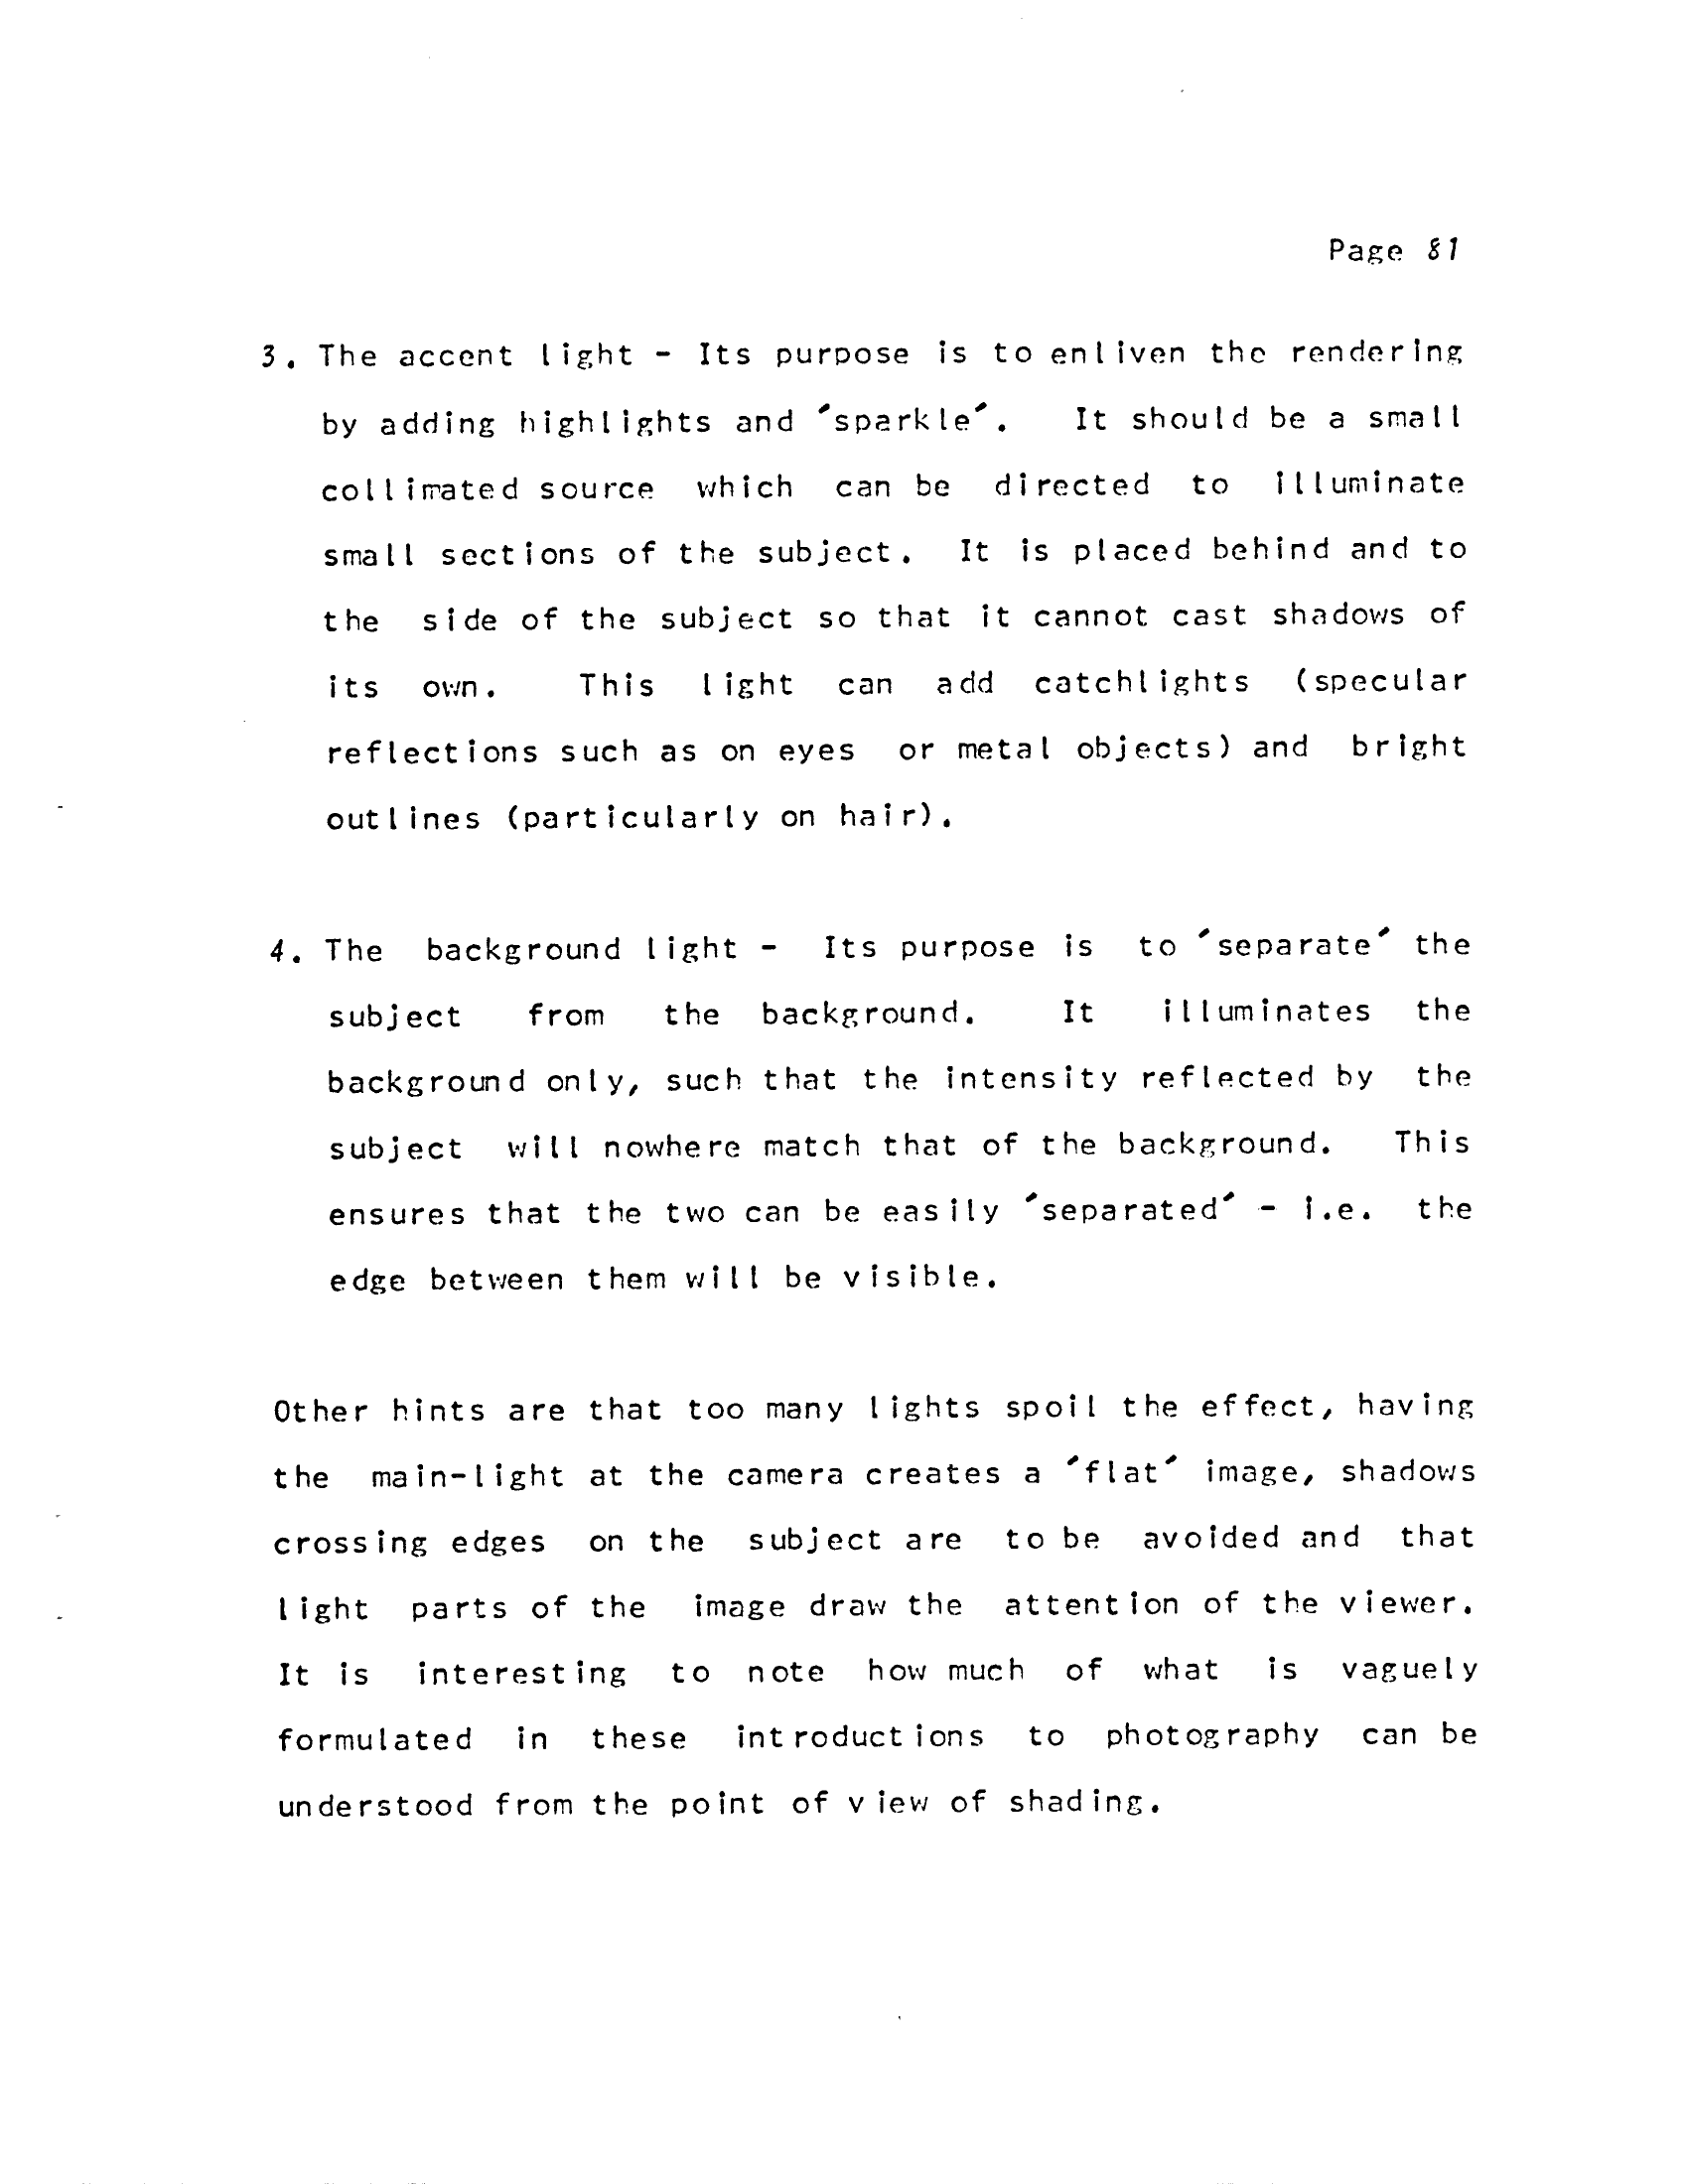 Page 81
3. The accent light - Its purpose is to enliven the rendering
by adding highlights and 'sparkle'. It should be a small
collimated source which can be directed to illuminate
small sections of the subject. It is placed behind and to
the side of the subject so that it cannot cast shadows of
its own. This light can add catchlights (specular
reflections such as on eyes or metal objects) and bright
outlines (particularly on hair).
4. The background light - Its purpose is to 'separate' the
subject from the background. It illuminates the
background only, such that the intensity reflected by the
subject will nowhere match that of the background. This
ensures that the two can be easily 'separated' - i.e. the
edge between them will be visible.
Other hints are that too many lights spoil the effect, having
the main-light at the camera creates a 'flat' image, shadows
crossing edges on the subject are to be avoided and that
light parts of the image draw the attention of the viewer.
It is interesting to note how much of what is vaguely
formulated in these introductions to photography can be
understood from the point of view of shading.